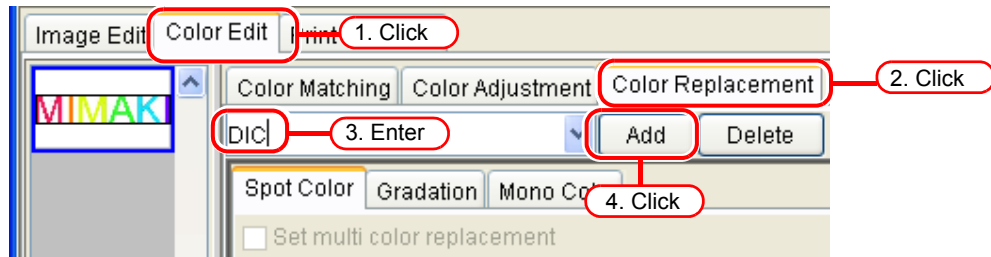 Image Edit Color Edit Print 1. Click
Color Matching Color Adjustment Color Replacement 2. Click
MIMAKI
DIC 3. Enter Add Delete
Spot Color Gradation Mono 4. Click
Set multi color replacement